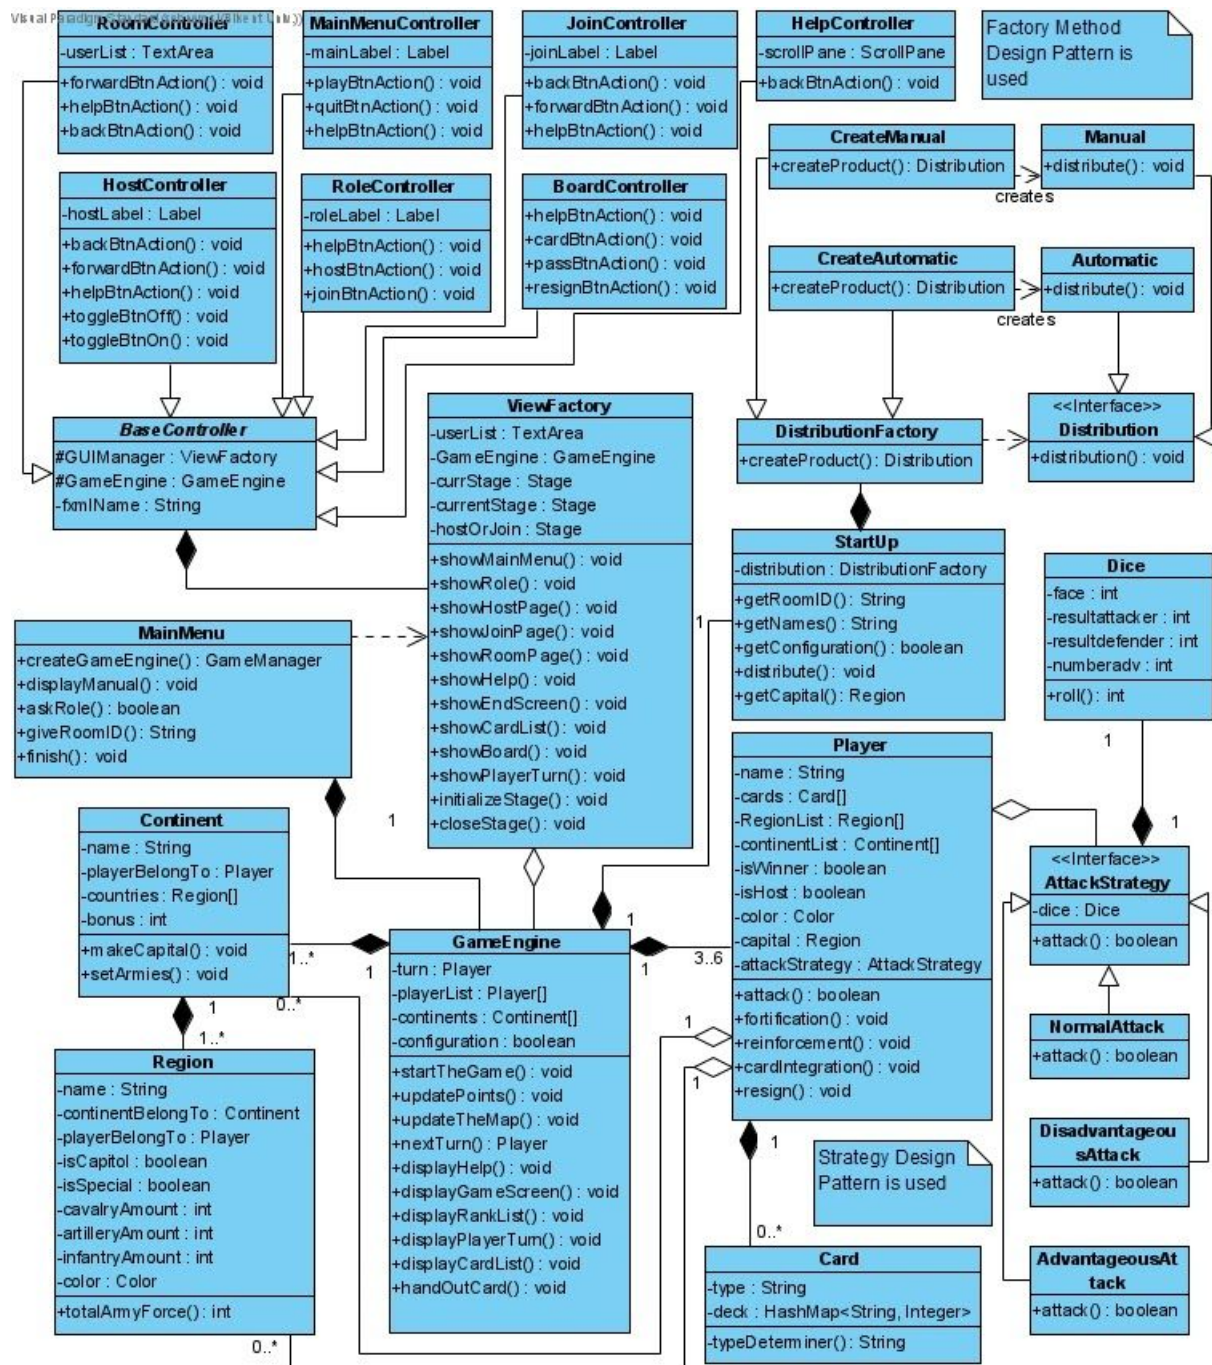 Visual Paradigm Standard
RoomController
-userList : TextArea
+forwardBtnAction() : void
+helpBtnAction() : void
+backBtnAction() : void
MainMenuController
-mainLabel : Label
+playBtnAction() : void
+quitBtnAction() : void
+helpBtnAction() : void
JoinController
-joinLabel : Label
+backBtnAction() : void
+forwardBtnAction() : void
+helpBtnAction() : void
HelpController
-scrollPane : ScrollPane
+backBtnAction() : void
Factory Method
Design Pattern is
used
HostController
-hostLabel : Label
+backBtnAction() : void
+forwardBtnAction() : void
+helpBtnAction() : void
+toggleBtnOff() : void
+toggleBtnOn() : void
RoleController
-roleLabel : Label
+helpBtnAction() : void
+hostBtnAction() : void
+joinBtnAction() : void
BoardController
+helpBtnAction() : void
+cardBtnAction() : void
+passBtnAction() : void
+resignBtnAction() : void
CreateManual
+createProduct() : Distribution
creates
Manual
+distribute() : void
CreateAutomatic
+createProduct() : Distribution
creates
Automatic
+distribute() : void
BaseController
#GUIManager : ViewFactory
#GameEngine : GameEngine
-fxmlName : String
ViewFactory
-userList : TextArea
-GameEngine : GameEngine
-currStage : Stage
-currentStage : Stage
-hostOrJoin : Stage
+showMainMenu() : void
+showRole() : void
+showHostPage() : void
+showJoinPage() : void
+showRoomPage() : void
+showHelp() : void
+showEndScreen() : void
+showCardList() : void
+showBoard() : void
+showPlayerTurn() : void
+initializeStage() : void
+closeStage() : void
DistributionFactory
+createProduct() : Distribution
<<Interface>>
Distribution
+distribution() : void
StartUp
-distribution : DistributionFactory
+getRoomID() : String
+getNames() : String
+getConfiguration() : boolean
+distribute() : void
+getCapital() : Region
1
Dice
-face : int
-resultattacker : int
-resultdefender : int
-numberadv : int
+roll() : int
1
1
MainMenu
+createGameEngine() : GameManager
+displayManual() : void
+askRole() : boolean
+giveRoomID() : String
+finish() : void
1
Player
-name : String
-cards : Card[]
-RegionList : Region[]
-continentList : Continent[]
-isWinner : boolean
-isHost : boolean
-color : Color
-capital : Region
-attackStrategy : AttackStrategy
+attack() : boolean
+fortification() : void
+reinforcement() : void
+cardIntegration() : void
+resign() : void
<<Interface>>
AttackStrategy
-dice : Dice
+attack() : boolean
Continent
-name : String
-playerBelongTo : Player
-countries : Region[]
-bonus : int
+makeCapital() : void
+setArmies() : void
1..*
1
0..*
1
1..*
GameEngine
-turn : Player
-playerList : Player[]
-continents : Continent[]
-configuration : boolean
+startTheGame() : void
+updatePoints() : void
+updateTheMap() : void
+nextTurn() : Player
+displayHelp() : void
+displayGameScreen() : void
+displayRankList() : void
+displayPlayerTurn() : void
+displayCardList() : void
+handOutCard() : void
1
1
3..6
1
1
1
Region
-name : String
-continentBelongTo : Continent
-playerBelongTo : Player
-isCapitol : boolean
-isSpecial : boolean
-cavalryAmount : int
-artilleryAmount : int
-infantryAmount : int
-color : Color
+totalArmyForce() : int
0..*
NormalAttack
+attack() : boolean
Disadvantageou
sAttack
+attack() : boolean
AdvantageousAt
tack
+attack() : boolean
Strategy Design
Pattern is used
0..*
Card
-type : String
-deck : HashMap<String, Integer>
-typeDeterminer() : String